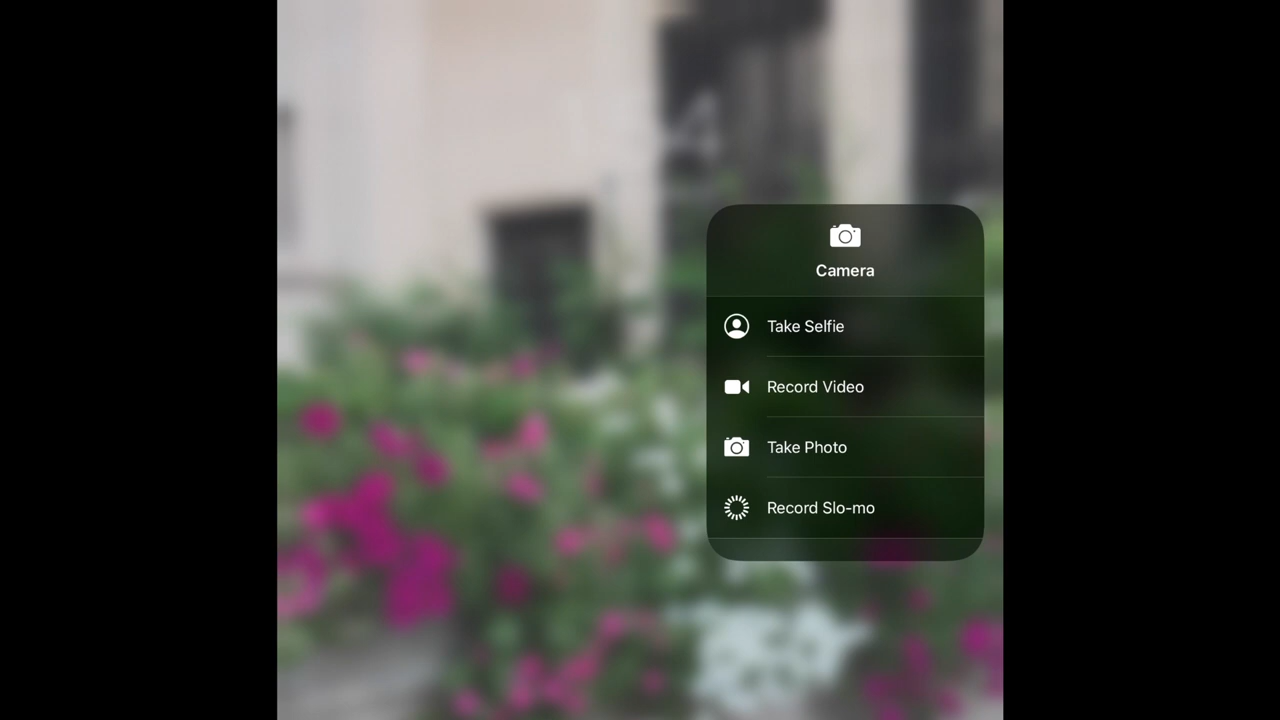 Camera
Take Selfie
Record Video
Take Photo
Record Slo-mo